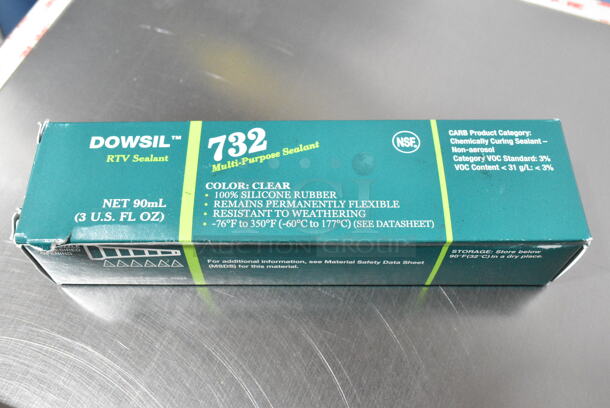 DOWSIL™
RTV Sealant
NET 90mL
(3 U.S. FL OZ)
732
Multi-Purpose Sealant
COLOR: CLEAR
• 100% SILICONE RUBBER
• REMAINS PERMANENTLY FLEXIBLE
• RESISTANT TO WEATHERING
• -76°F to 350°F (-60°C to 177°C) (SEE DATASHEET)
NSF
CARB Product Category:
Chemically Curing Sealant –
Non-aerosol
Category VOC Standard: 3%
VOC Content < 31 g/L: < 3%
AUCTION GROUP
OPENING
For additional information, see Material Safety Data Sheet
(MSDS) for this material.
STORAGE: Store below
90°F(32°C) in a dry place.